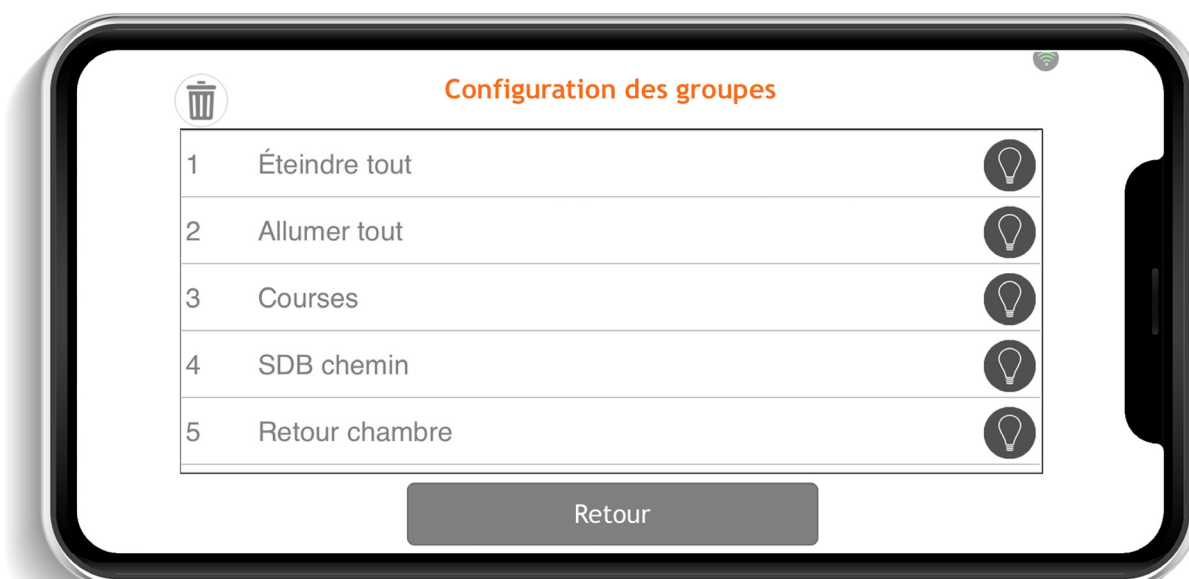 Configuration des groupes
1 Éteindre tout
2 Allumer tout
3 Courses
4 SDB chemin
5 Retour chambre
Retour